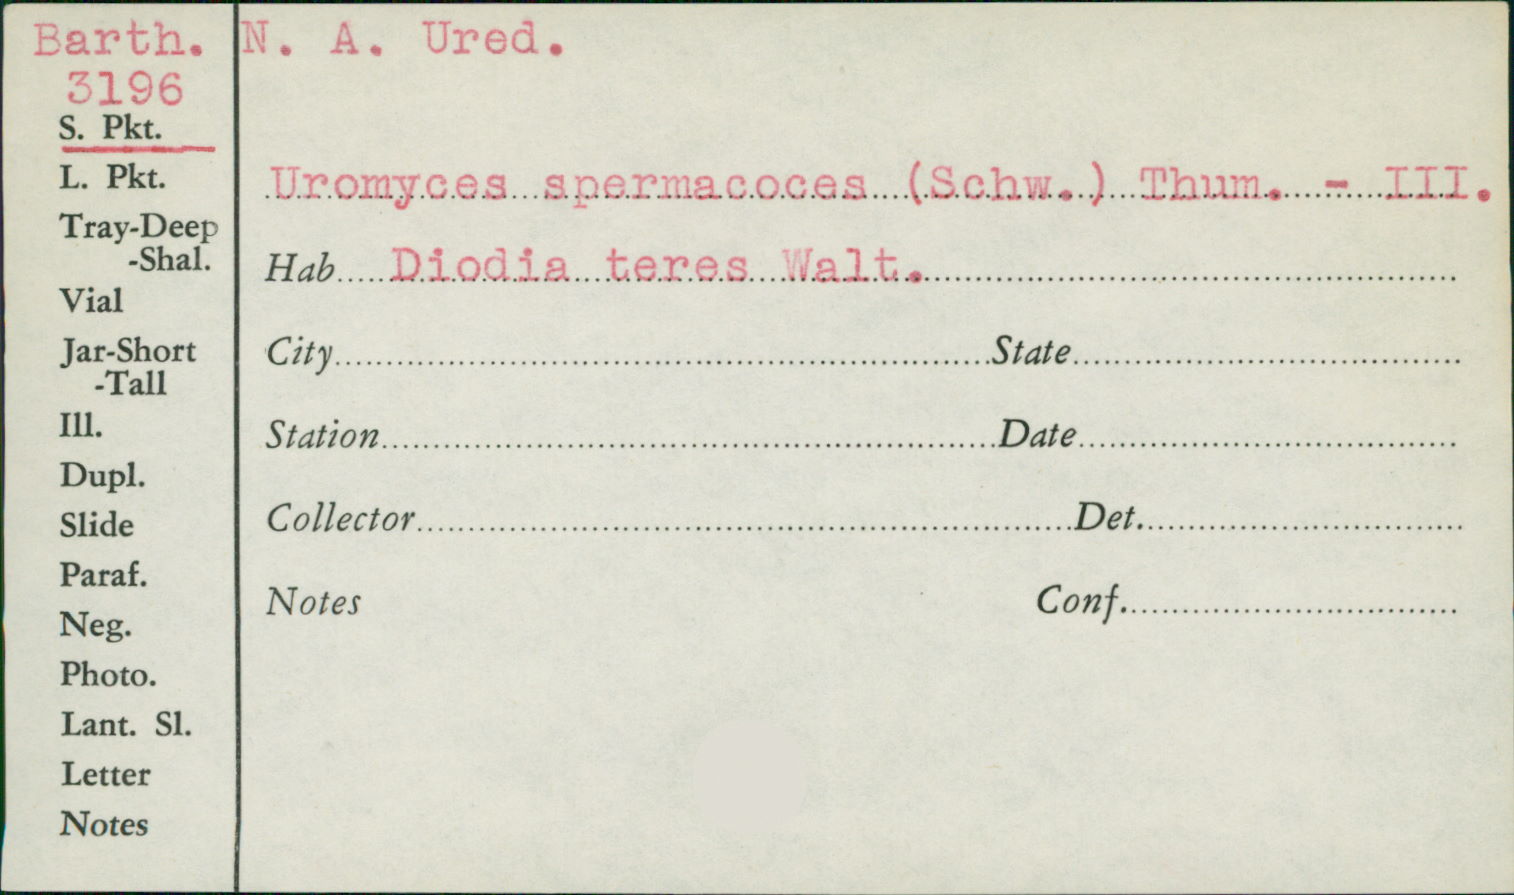 Barth. N. A. Ured.
3196
S. Pkt.
L. Pkt.
Tray-Deep
-Shal.
Vial
Jar-Short
-Tall
Ill.
Dupl.
Slide
Paraf.
Neg.
Photo.
Lant. Sl.
Letter
Notes
Uromyces spermacoces (Schw.) Thum. - III.
Hab Diodia teres Walt.
City State
Station Date
Collector Det.
Notes Conf.